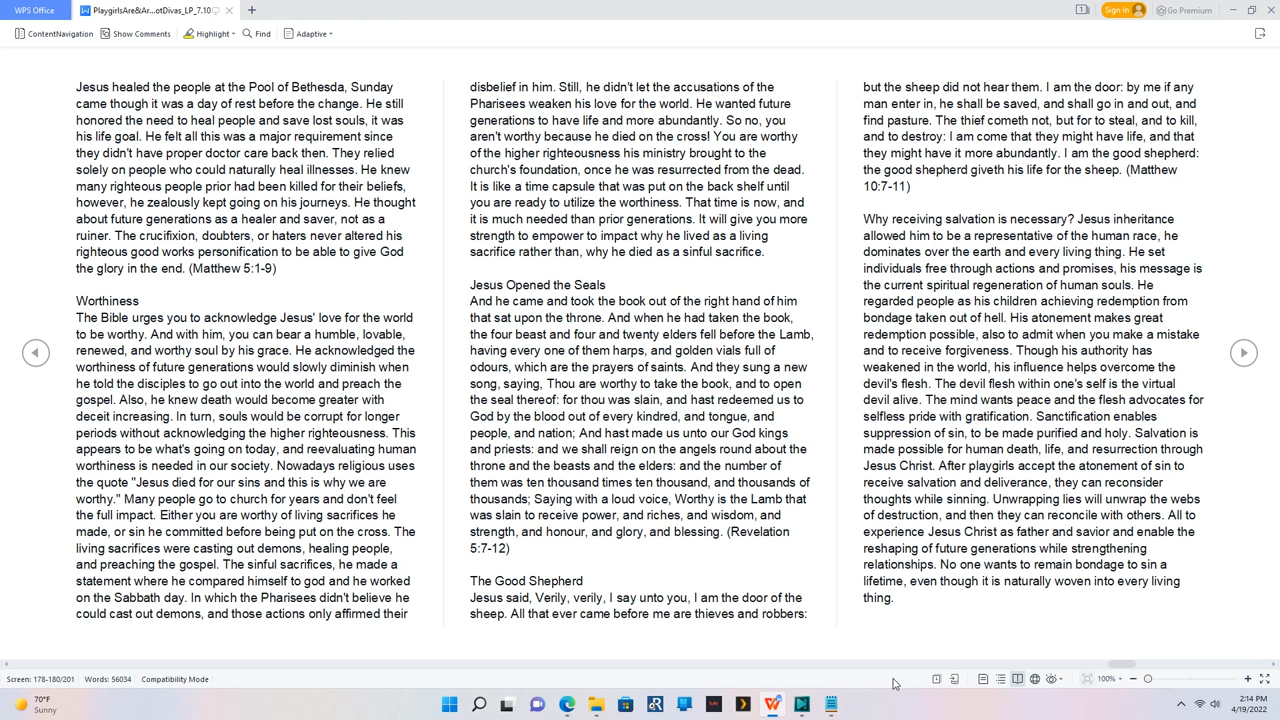 WPS Office
PlaygirlsAre&Ar...otDivas_LP_7.10
Sign in
Go Premium
ContentNavigation
Show Comments
Highlight
Find
Adaptive
Jesus healed the people at the Pool of Bethesda, Sunday
came though it was a day of rest before the change. He still
honored the need to heal people and save lost souls, it was
his life goal. He felt all this was a major requirement since
they didn't have proper doctor care back then. They relied
solely on people who could naturally heal illnesses. He knew
many righteous people prior had been killed for their beliefs,
however, he zealously kept going on his journeys. He thought
about future generations as a healer and saver, not as a
ruiner. The crucifixion, doubters, or haters never altered his
righteous good works personification to be able to give God
the glory in the end. (Matthew 5:1-9)
Worthiness
The Bible urges you to acknowledge Jesus' love for the world
to be worthy. And with him, you can bear a humble, lovable,
renewed, and worthy soul by his grace. He acknowledged the
worthiness of future generations would slowly diminish when
he told the disciples to go out into the world and preach the
gospel. Also, he knew death would become greater with
deceit increasing. In turn, souls would be corrupt for longer
periods without acknowledging the higher righteousness. This
appears to be what's going on today, and reevaluating human
worthiness is needed in our society. Nowadays religious uses
the quote "Jesus died for our sins and this is why we are
worthy." Many people go to church for years and don't feel
the full impact. Either you are worthy of living sacrifices he
made, or sin he committed before being put on the cross. The
living sacrifices were casting out demons, healing people,
and preaching the gospel. The sinful sacrifices, he made a
statement where he compared himself to god and he worked
on the Sabbath day. In which the Pharisees didn't believe he
could cast out demons, and those actions only affirmed their
disbelief in him. Still, he didn't let the accusations of the
Pharisees weaken his love for the world. He wanted future
generations to have life and more abundantly. So no, you
aren't worthy because he died on the cross! You are worthy
of the higher righteousness his ministry brought to the
church's foundation, once he was resurrected from the dead.
It is like a time capsule that was put on the back shelf until
you are ready to utilize the worthiness. That time is now, and
it is much needed than prior generations. It will give you more
strength to empower to impact why he lived as a living
sacrifice rather than, why he died as a sinful sacrifice.
Jesus Opened the Seals
And he came and took the book out of the right hand of him
that sat upon the throne. And when he had taken the book,
the four beast and four and twenty elders fell before the Lamb,
having every one of them harps, and golden vials full of
odours, which are the prayers of saints. And they sung a new
song, saying, Thou are worthy to take the book, and to open
the seal thereof: for thou was slain, and hast redeemed us to
God by the blood out of every kindred, and tongue, and
people, and nation; And hast made us unto our God kings
and priests: and we shall reign on the angels round about the
throne and the beasts and the elders: and the number of
them was ten thousand times ten thousand, and thousands of
thousands; Saying with a loud voice, Worthy is the Lamb that
was slain to receive power, and riches, and wisdom, and
strength, and honour, and glory, and blessing. (Revelation
5:7-12)
The Good Shepherd
Jesus said, Verily, verily, I say unto you, I am the door of the
sheep. All that ever came before me are thieves and robbers:
but the sheep did not hear them. I am the door: by me if any
man enter in, he shall be saved, and shall go in and out, and
find pasture. The thief cometh not, but for to steal, and to kill,
and to destroy: I am come that they might have life, and that
they might have it more abundantly. I am the good shepherd:
the good shepherd giveth his life for the sheep. (Matthew
10:7-11)
Why receiving salvation is necessary? Jesus inheritance
allowed him to be a representative of the human race, he
dominates over the earth and every living thing. He set
individuals free through actions and promises, his message is
the current spiritual regeneration of human souls. He
regarded people as his children achieving redemption from
bondage taken out of hell. His atonement makes great
redemption possible, also to admit when you make a mistake
and to receive forgiveness. Though his authority has
weakened in the world, his influence helps overcome the
devil's flesh. The devil flesh within one's self is the virtual
devil alive. The mind wants peace and the flesh advocates for
selfless pride with gratification. Sanctification enables
suppression of sin, to be made purified and holy. Salvation is
made possible for human death, life, and resurrection through
Jesus Christ. After playgirls accept the atonement of sin to
receive salvation and deliverance, they can reconsider
thoughts while sinning. Unwrapping lies will unwrap the webs
of destruction, and then they can reconcile with others. All to
experience Jesus Christ as father and savior and enable the
reshaping of future generations while strengthening
relationships. No one wants to remain bondage to sin a
lifetime, even though it is naturally woven into every living
thing.
Screen: 178-180/201
Words: 56034
Compatibility Mode
100%
70°F
Sunny
2:14 PM
4/19/2022